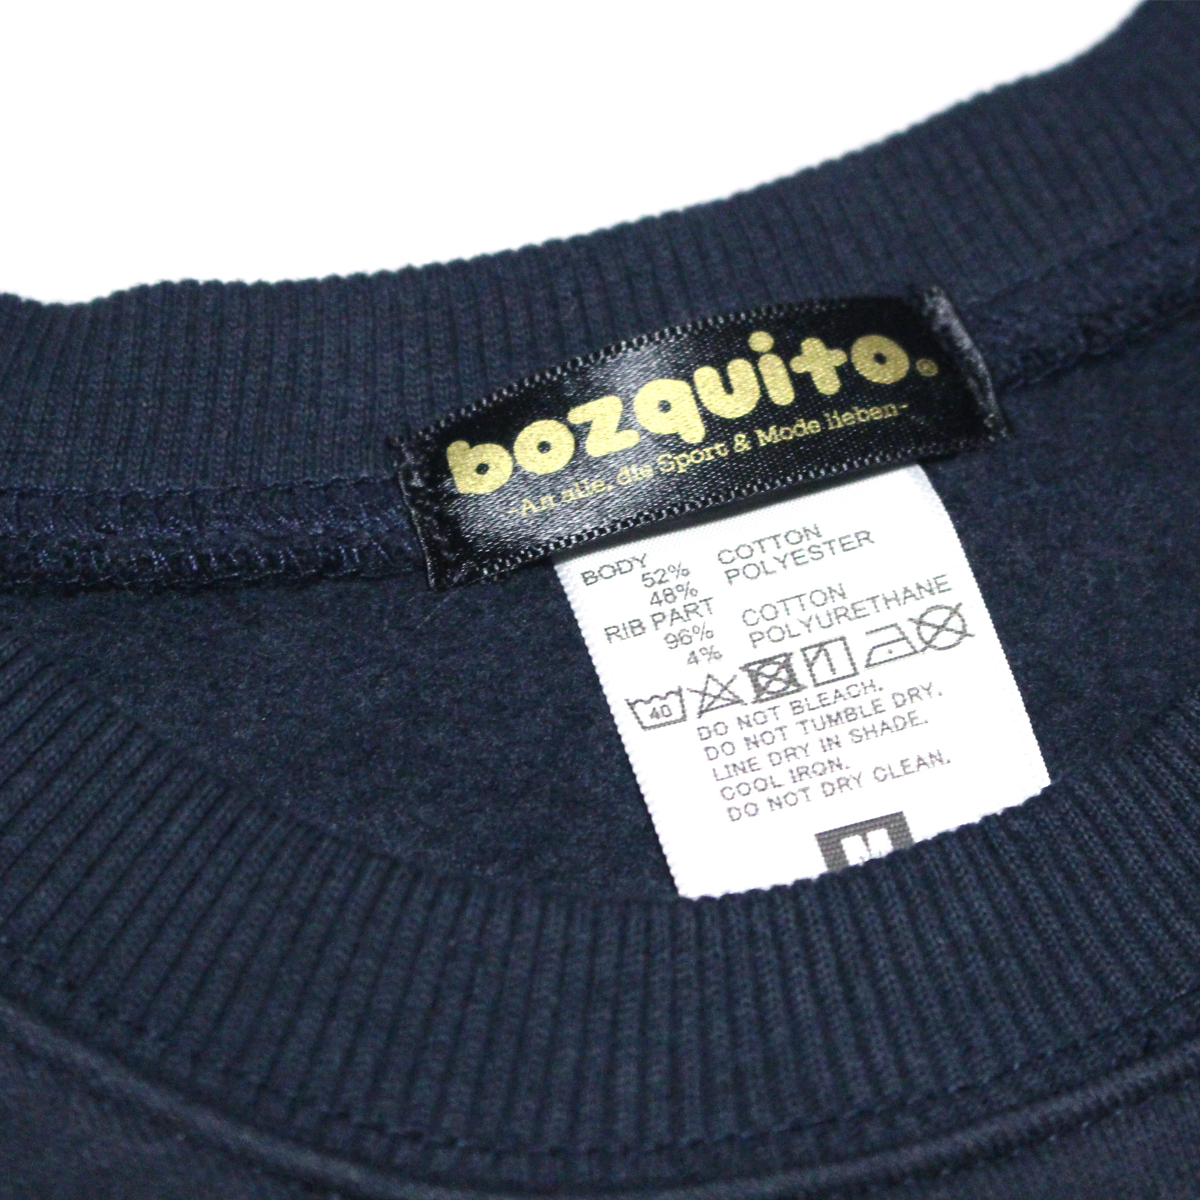 bozquito.
-An alle, die Sport & Mode lieben-
BODY
52% COTTON
48% POLYESTER
RIB PART
96% COTTON
4% POLYURETHANE
40
DO NOT BLEACH.
DO NOT TUMBLE DRY.
LINE DRY IN SHADE.
COOL IRON.
DO NOT DRY CLEAN.
M